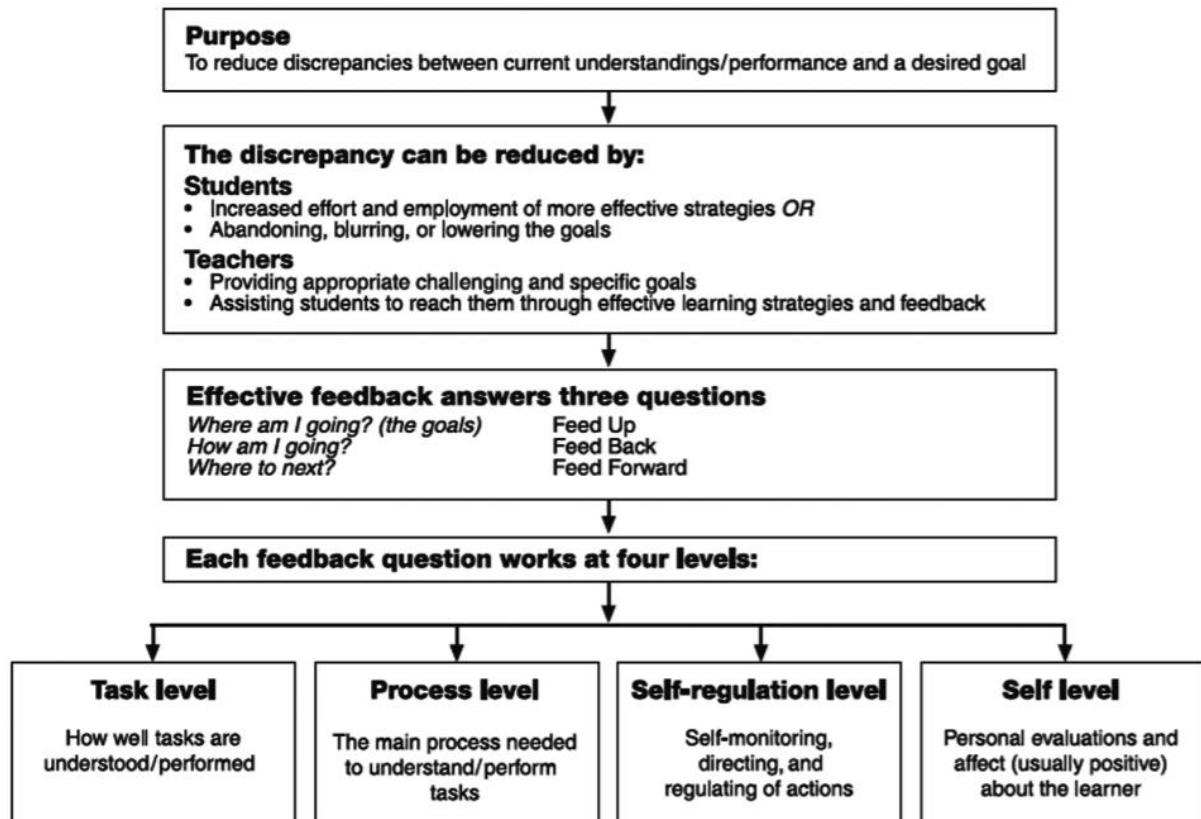 Purpose
To reduce discrepancies between current understandings/performance and a desired goal
The discrepancy can be reduced by:
Students
• Increased effort and employment of more effective strategies OR
• Abandoning, blurring, or lowering the goals
Teachers
• Providing appropriate challenging and specific goals
• Assisting students to reach them through effective learning strategies and feedback
Effective feedback answers three questions
Where am I going? (the goals) Feed Up
How am I going? Feed Back
Where to next? Feed Forward
Each feedback question works at four levels:
Task level
How well tasks are
understood/performed
Process level
The main process needed
to understand/perform
tasks
Self-regulation level
Self-monitoring,
directing, and
regulating of actions
Self level
Personal evaluations and
affect (usually positive)
about the learner